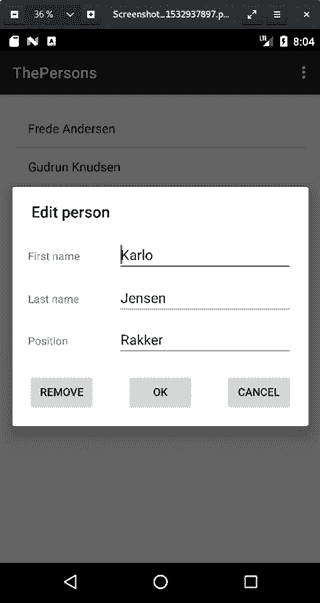 36 %
Screenshot_1532937897.p...
LTE
8:04
ThePersons
Frede Andersen
Gudrun Knudsen
Edit person
First name Karlo
Last name Jensen
Position Rakker
REMOVE OK CANCEL